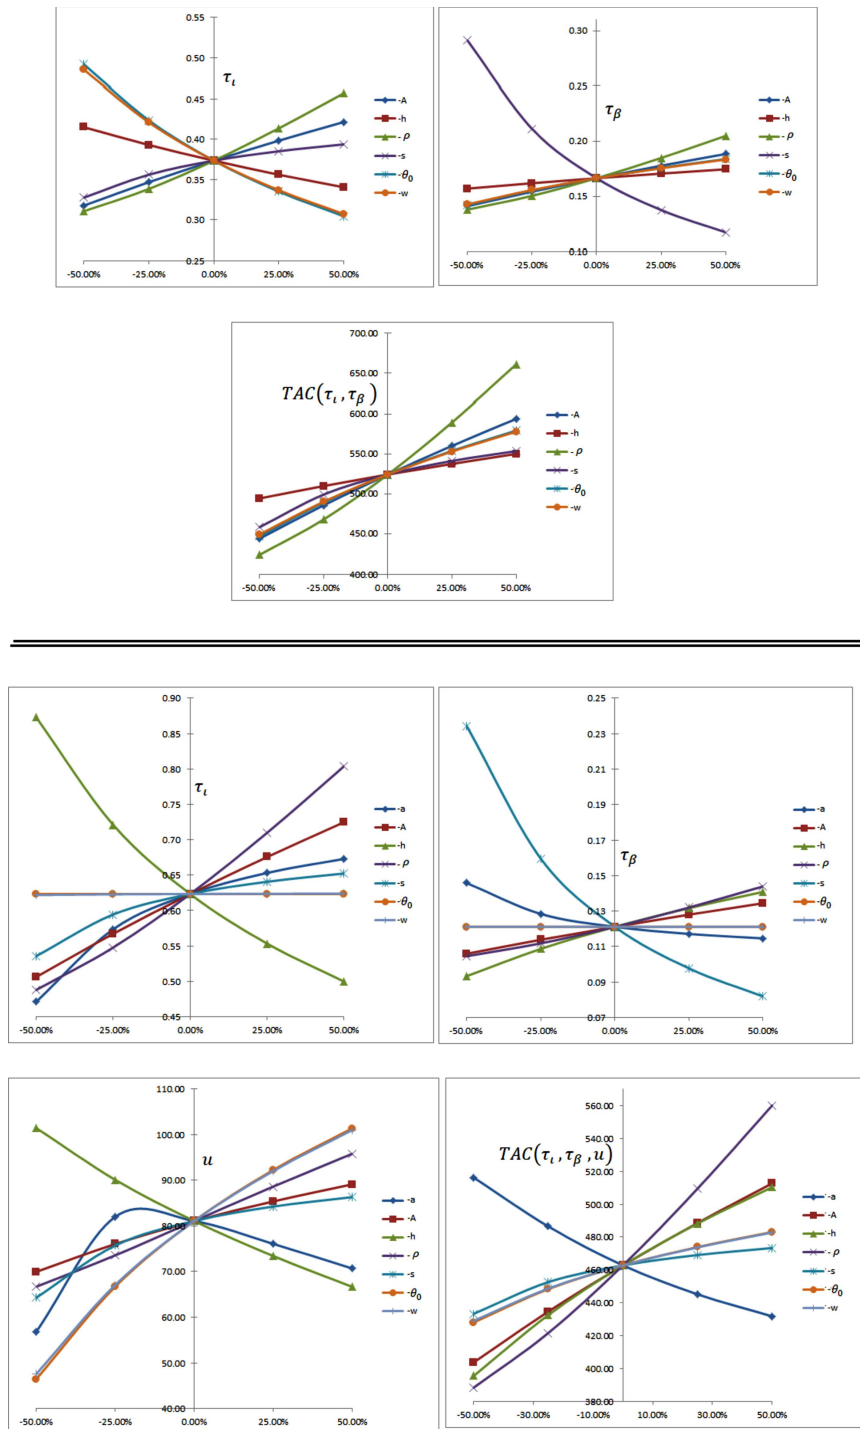 0.55
0.50
τι
0.45
0.40
0.35
0.30
0.25
-50.00% -25.00% 0.00% 25.00% 50.00%
-A
-h
-ρ
-s
-θ0
-w
0.30
0.25
τβ
0.20
0.15
0.10
-50.00% -25.00% 0.00% 25.00% 50.00%
-A
-h
-ρ
-s
-θ0
-w
700.00
650.00
TAC(τι, τβ)
600.00
550.00
500.00
450.00
400.00
-50.00% -25.00% 0.00% 25.00% 50.00%
-A
-h
-ρ
-s
-θ0
-w
0.90
0.85
0.80
τι
0.75
0.70
0.65
0.60
0.55
0.50
0.45
-50.00% -25.00% 0.00% 25.00% 50.00%
-a
-A
-h
-ρ
-s
-θ0
-w
0.25
0.23
0.21
0.19
0.17
τβ
0.15
0.13
0.11
0.09
0.07
-50.00% -25.00% 0.00% 25.00% 50.00%
-a
-A
-h
-ρ
-s
-θ0
-w
110.00
100.00
u
90.00
80.00
70.00
60.00
50.00
40.00
-50.00% -25.00% 0.00% 25.00% 50.00%
-a
-A
-h
-ρ
-s
-θ0
-w
560.00
540.00
TAC(τι, τβ, u)
520.00
500.00
480.00
460.00
440.00
420.00
400.00
380.00
-50.00% -30.00% -10.00% 10.00% 30.00% 50.00%
-a
-A
-h
-ρ
-s
-θ0
-w